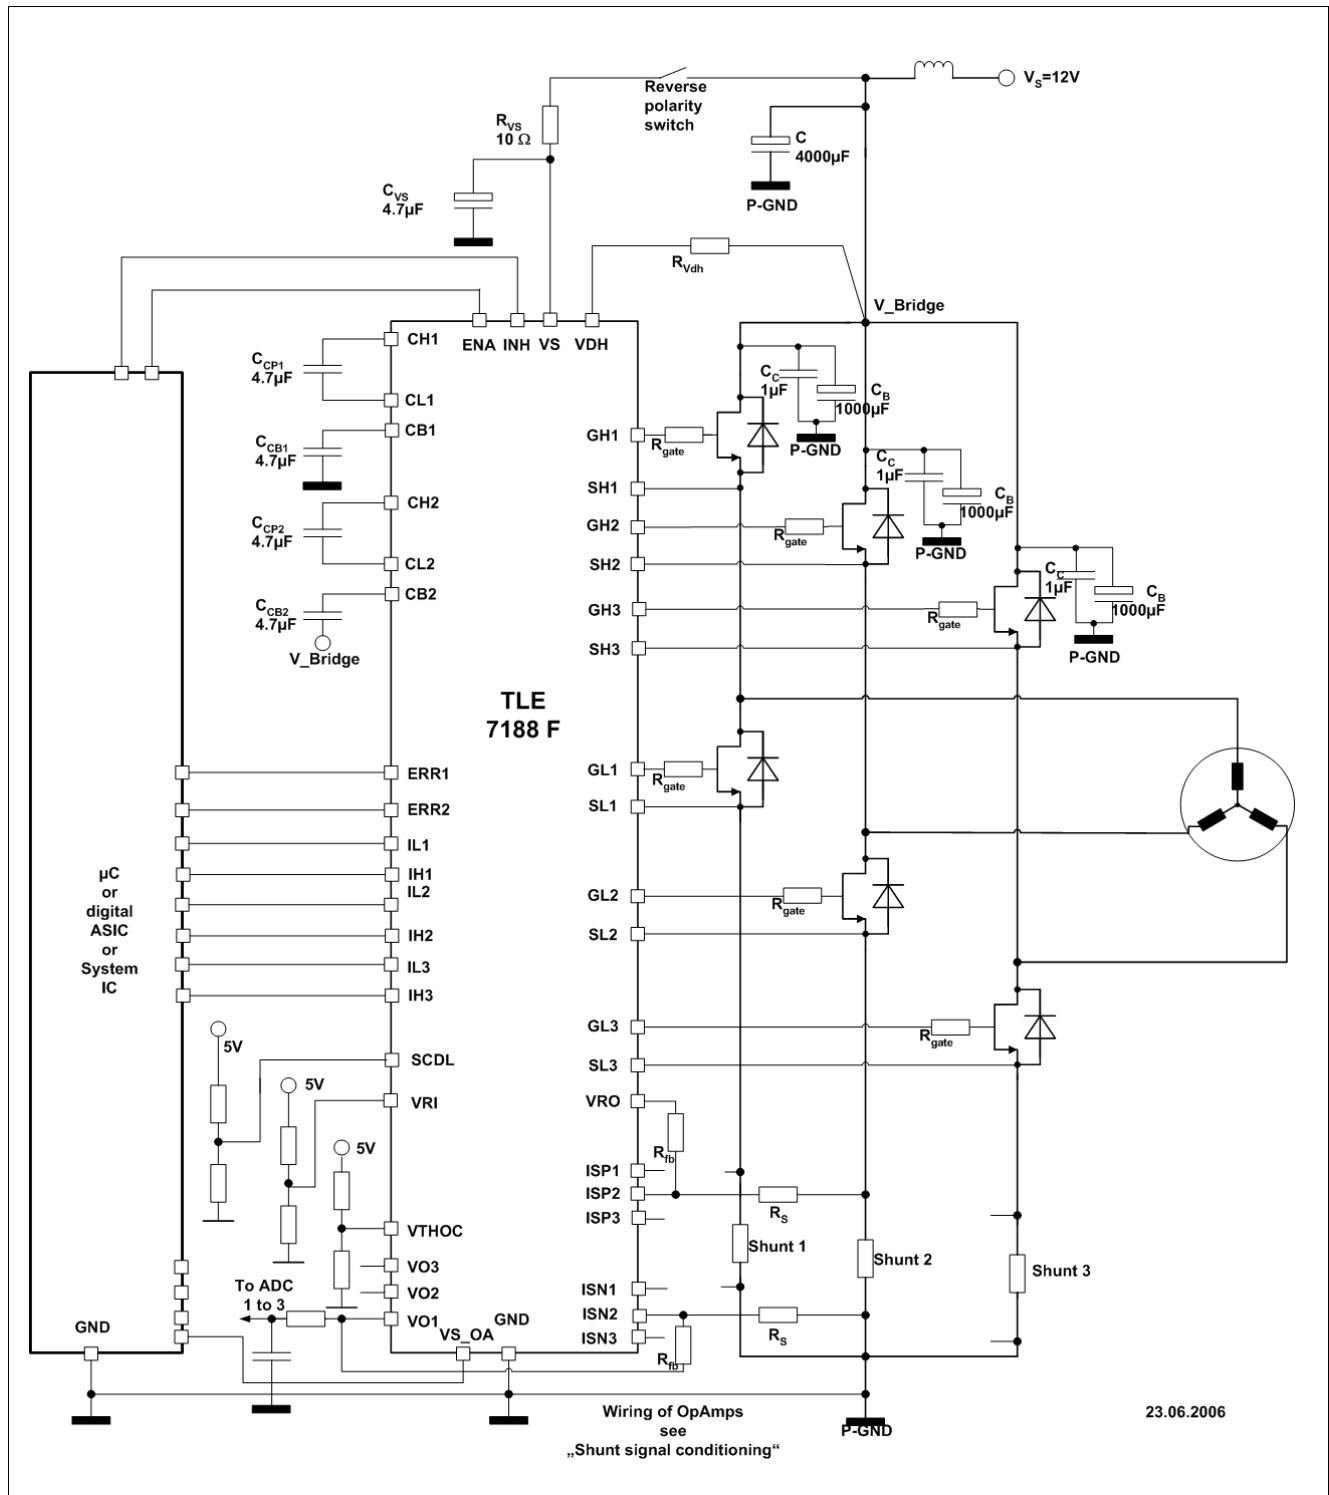 V_S=12V
Reverse
polarity
switch
R_VS
10 Ω
C
4000µF
P-GND
C_VS
4.7µF
R_Vdh
V_Bridge
ENA INH VS VDH
CH1
C_CP1
4.7µF
CL1
CB1
C_CB1
4.7µF
CH2
C_CP2
4.7µF
CL2
CB2
C_CB2
4.7µF
V_Bridge
C_C
1µF
C_B
1000µF
P-GND
GH1
R_gate
SH1
C_C
1µF
C_B
1000µF
P-GND
GH2
R_gate
SH2
C_C
1µF
C_B
1000µF
P-GND
GH3
R_gate
SH3
TLE
7188 F
GL1
R_gate
SL1
GL2
R_gate
SL2
GL3
R_gate
SL3
ERR1
ERR2
IL1
IH1
IL2
IH2
IL3
IH3
µC
or
digital
ASIC
or
System
IC
5V
SCDL
5V
VRI
5V
VTHOC
VO3
VO2
VO1
To ADC
1 to 3
VRO
R_fb
ISP1
ISP2
ISP3
R_S
Shunt 1
Shunt 2
Shunt 3
ISN1
ISN2
ISN3
R_S
R_fb
GND
VS_OA
GND
P-GND
Wiring of OpAmps
see
„Shunt signal conditioning“
23.06.2006